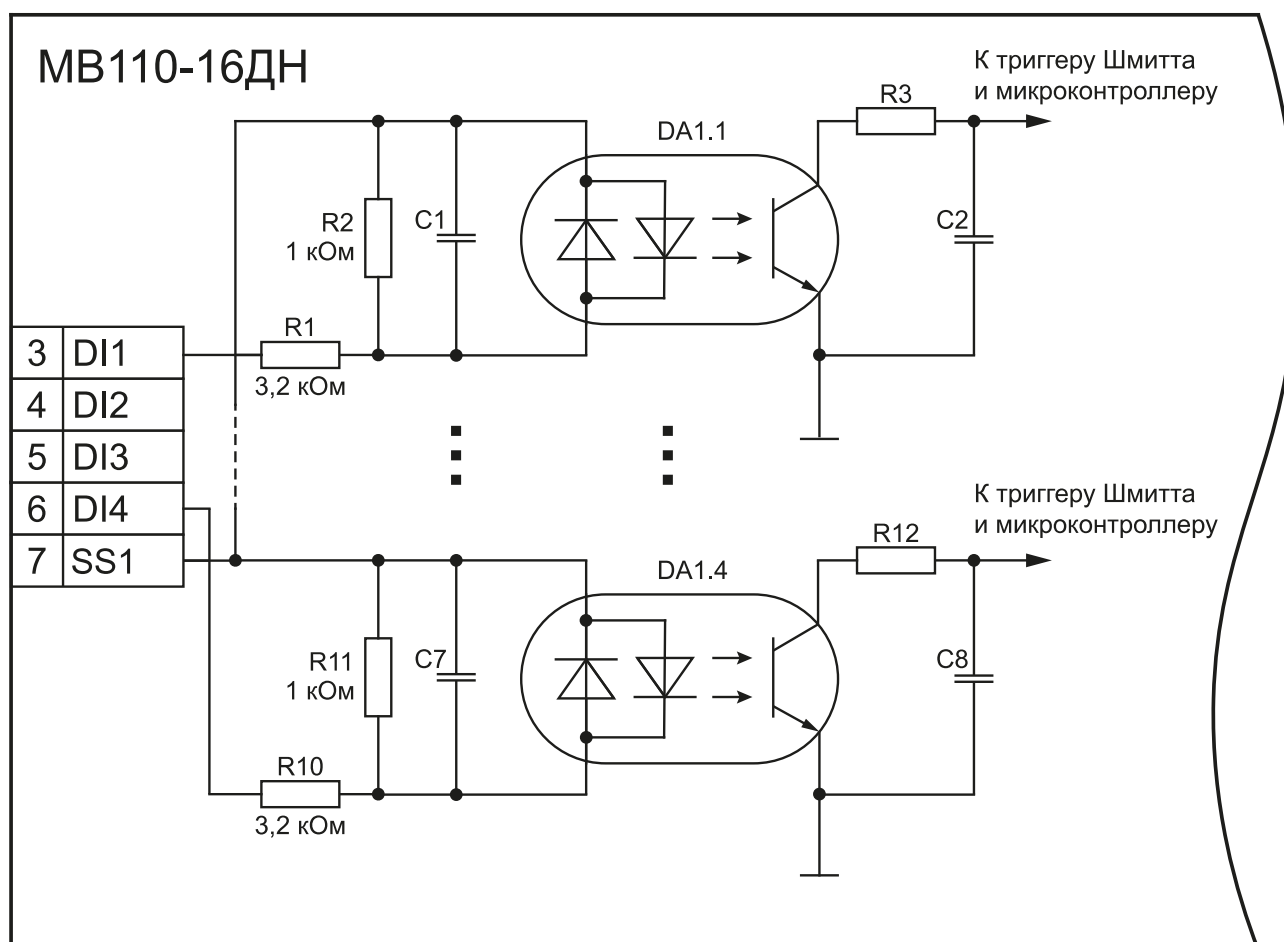 МВ110-16ДН
К триггеру Шмитта
и микроконтроллеру
R3
DA1.1
R2
1 кОм
C1
C2
R1
3,2 кОм
3 DI1
4 DI2
5 DI3
6 DI4
7 SS1
К триггеру Шмитта
и микроконтроллеру
R12
DA1.4
R11
1 кОм
C7
C8
R10
3,2 кОм